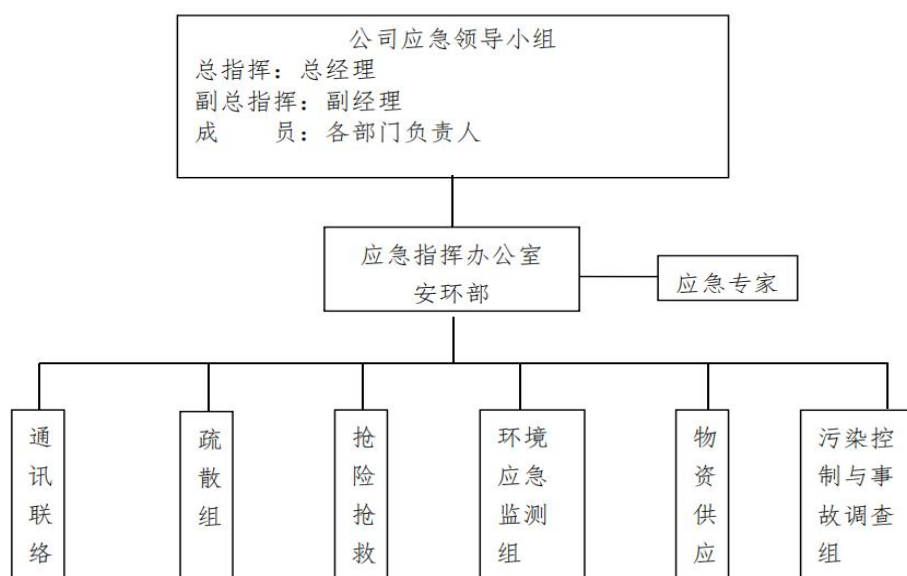 公司应急领导小组
总指挥：总经理
副总指挥：副经理
成　　员：各部门负责人
应急指挥办公室
安环部
应急专家
通
讯
联
络
疏
散
组
抢
险
抢
救
环境
应急
监测
组
物
资
供
应
污染控
制与事
故调查
组